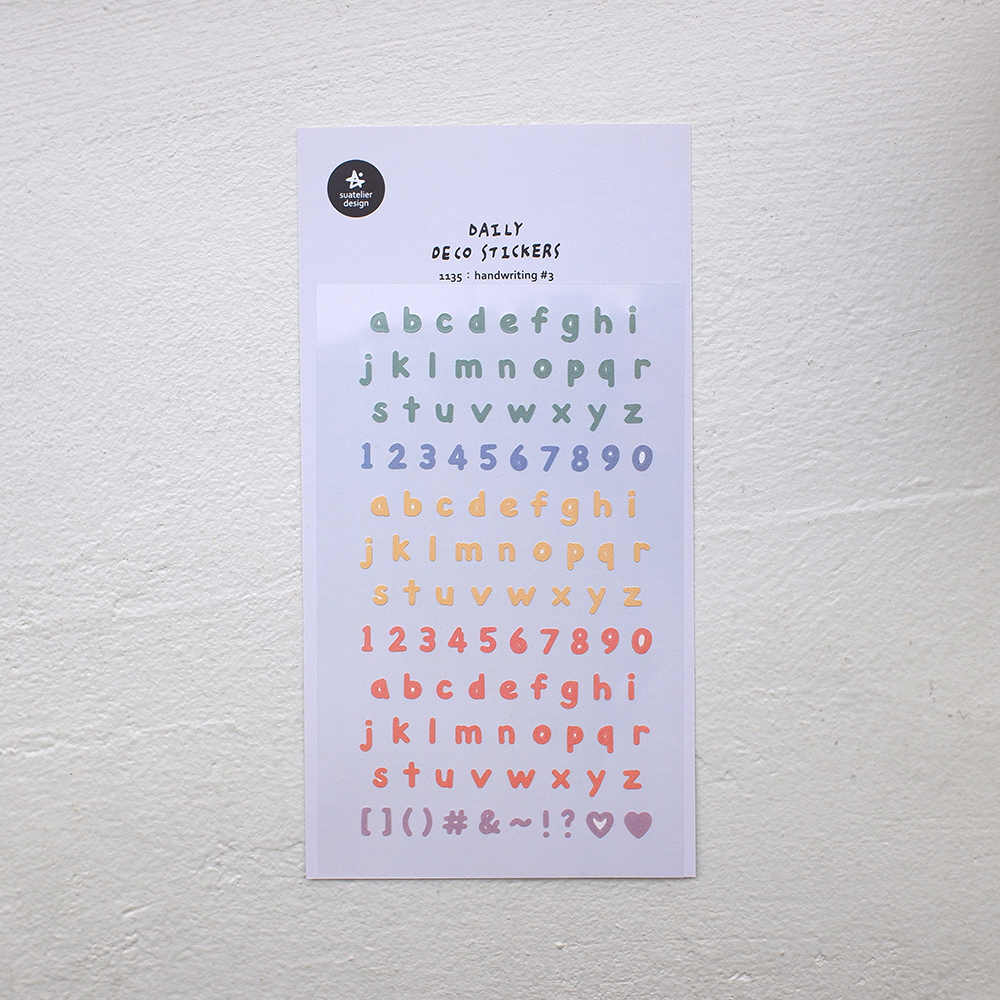 suatelier
design
DAILY
DECO STICKERS
1135 : handwriting #3
a b c d e f g h i
j k l m n o p q r
s t u v w x y z
1 2 3 4 5 6 7 8 9 0
a b c d e f g h i
j k l m n o p q r
s t u v w x y z
1 2 3 4 5 6 7 8 9 0
a b c d e f g h i
j k l m n o p q r
s t u v w x y z
[ ] ( ) # & ~ ! ? ♡ ♥